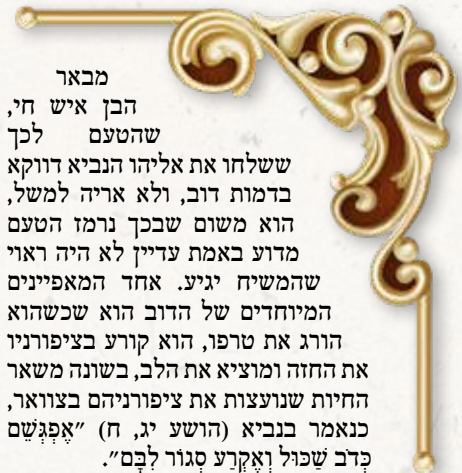 מבאר
הבן איש חי,
שהטעם לכך
ששלחו את אליהו הנביא דווקא
בדמות דוב, ולא אריה למשל,
הוא משום שבכך נרמז הטעם
מדוע באמת עדיין לא היה ראוי
שהמשיח יגיע. אחד המאפיינים
המיוחדים של הדוב הוא שכשהוא
הורג את טרפו, הוא קורע בציפורניו
את החזה ומוציא את הלב, בשונה משאר
החיות שנועצות את ציפורניהם בצוואר,
כנאמר בנביא (הושע יג, ח) "אֶפְגְּשֵׁם
כְּדֹב שַׁכּוּל וְאֶקְרַע סְגוֹר לִבָּם".